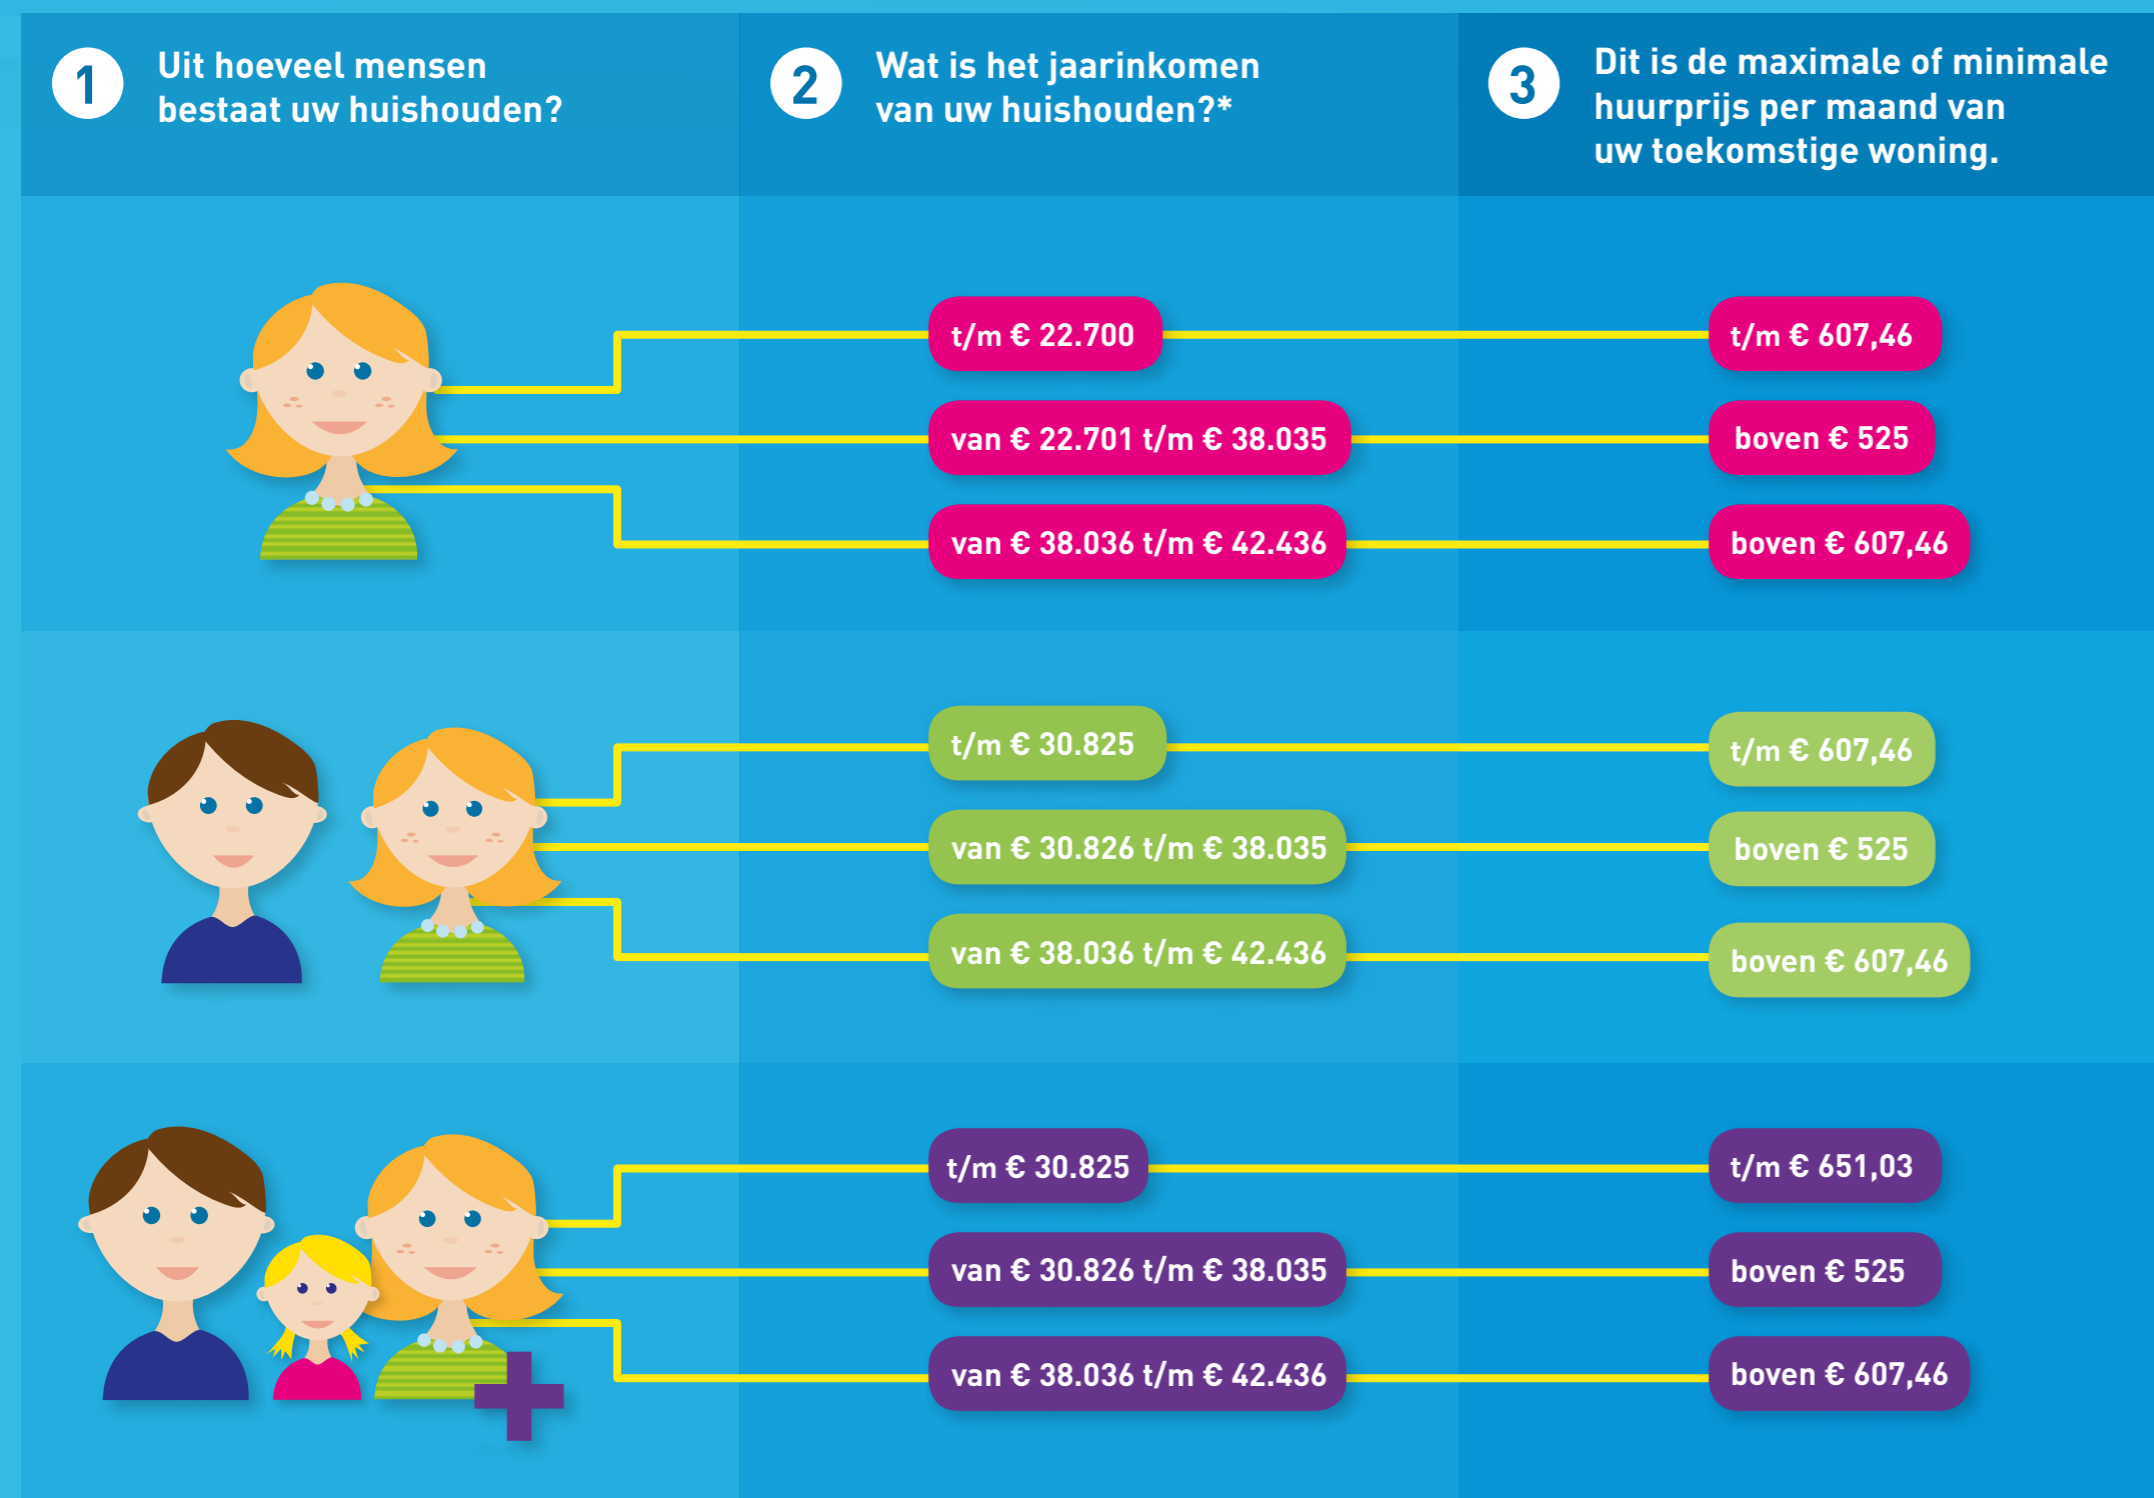 1
Uit hoeveel mensen
bestaat uw huishouden?
2
Wat is het jaarinkomen
van uw huishouden?*
3
Dit is de maximale of minimale
huurprijs per maand van
uw toekomstige woning.
t/m € 22.700
t/m € 607,46
van € 22.701 t/m € 38.035
boven € 525
van € 38.036 t/m € 42.436
boven € 607,46
t/m € 30.825
t/m € 607,46
van € 30.826 t/m € 38.035
boven € 525
van € 38.036 t/m € 42.436
boven € 607,46
t/m € 30.825
t/m € 651,03
van € 30.826 t/m € 38.035
boven € 525
van € 38.036 t/m € 42.436
boven € 607,46